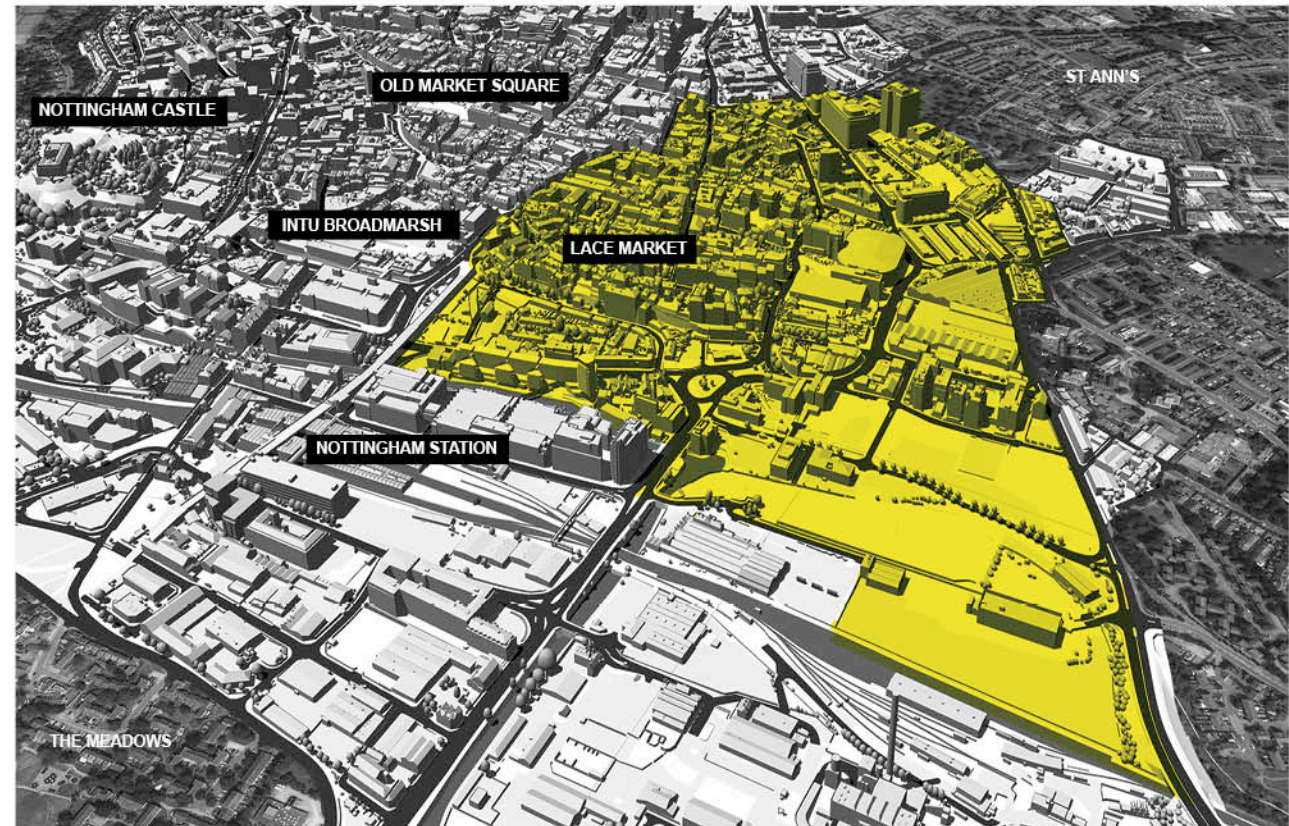 OLD MARKET SQUARE
ST ANN'S
NOTTINGHAM CASTLE
INTU BROADMARSH
LACE MARKET
NOTTINGHAM STATION
THE MEADOWS